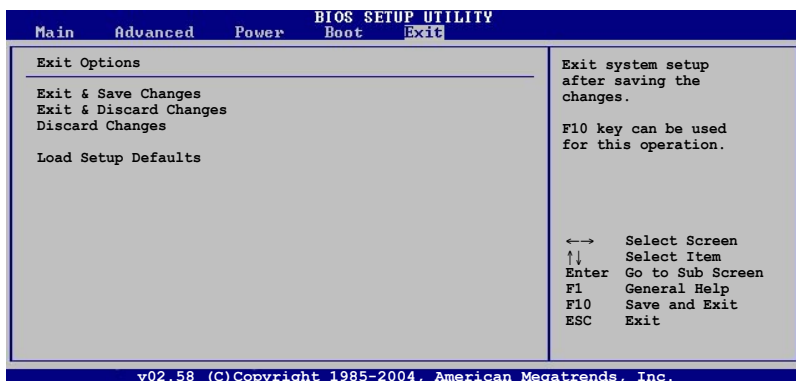 BIOS SETUP UTILITY
Main Advanced Power Boot Exit
Exit Options
Exit & Save Changes
Exit & Discard Changes
Discard Changes
Load Setup Defaults
Exit system setup
after saving the
changes.
F10 key can be used
for this operation.
←→ Select Screen
↑↓ Select Item
Enter Go to Sub Screen
F1 General Help
F10 Save and Exit
ESC Exit
v02.58 (C)Copyright 1985-2004, American Megatrends, Inc.